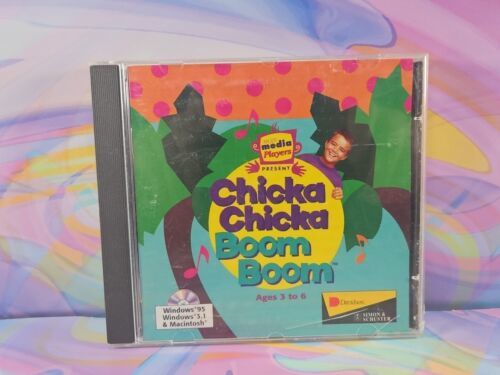 media
Players
PRESENT
Chicka
Chicka
Boom
Boom™
Ages 3 to 6
Windows®95
Windows®3.1
& Macintosh®
Davidson
SIMON &
SCHUSTER